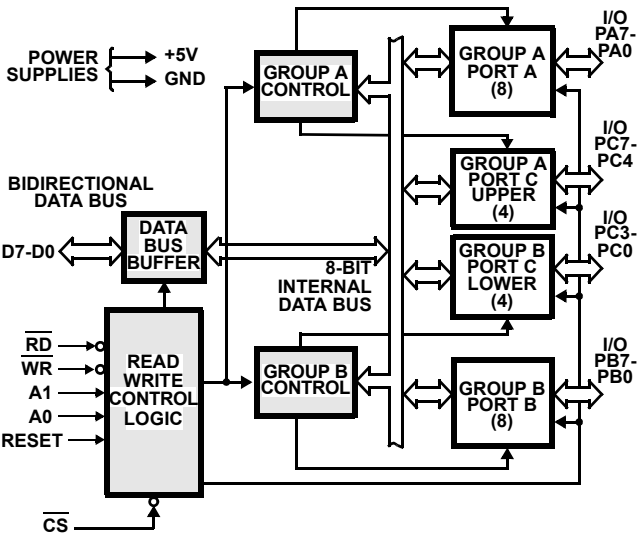 POWER
SUPPLIES
+5V
GND
GROUP A
CONTROL
GROUP A
PORT A
(8)
I/O
PA7-
PA0
GROUP A
PORT C
UPPER
(4)
I/O
PC7-
PC4
BIDIRECTIONAL
DATA BUS
D7-D0
DATA
BUS
BUFFER
8-BIT
INTERNAL
DATA BUS
GROUP B
PORT C
LOWER
(4)
I/O
PC3-
PC0
RD
WR
A1
A0
RESET
READ
WRITE
CONTROL
LOGIC
GROUP B
CONTROL
GROUP B
PORT B
(8)
I/O
PB7-
PB0
CS